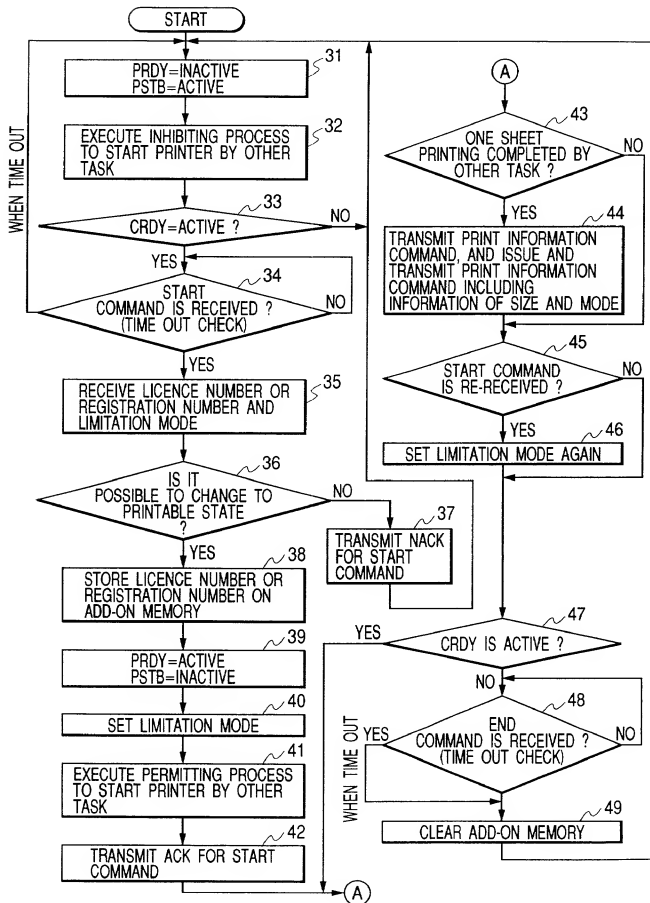 START
31
PRDY=INACTIVE
PSTB=ACTIVE
32
EXECUTE INHIBITING PROCESS
TO START PRINTER BY OTHER
TASK
WHEN TIME OUT
33
CRDY=ACTIVE ?
NO
YES
34
START
COMMAND IS RECEIVED ?
(TIME OUT CHECK)
NO
YES
35
RECEIVE LICENCE NUMBER OR
REGISTRATION NUMBER AND
LIMITATION MODE
36
IS IT
POSSIBLE TO CHANGE TO
PRINTABLE STATE
?
NO
YES
37
TRANSMIT NACK
FOR START
COMMAND
38
STORE LICENCE NUMBER OR
REGISTRATION NUMBER ON
ADD-ON MEMORY
39
PRDY=ACTIVE
PSTB=INACTIVE
40
SET LIMITATION MODE
41
EXECUTE PERMITTING PROCESS
TO START PRINTER BY OTHER
TASK
42
TRANSMIT ACK FOR START
COMMAND
A
A
43
ONE SHEET
PRINTING COMPLETED BY
OTHER TASK ?
NO
YES
44
TRANSMIT PRINT INFORMATION
COMMAND, AND ISSUE AND
TRANSMIT PRINT INFORMATION
COMMAND INCLUDING
INFORMATION OF SIZE AND MODE
45
START COMMAND
IS RE-RECEIVED ?
NO
YES
46
SET LIMITATION MODE AGAIN
47
YES
CRDY IS ACTIVE ?
NO
48
END
COMMAND IS RECEIVED ?
(TIME OUT CHECK)
YES
NO
WHEN TIME OUT
49
CLEAR ADD-ON MEMORY